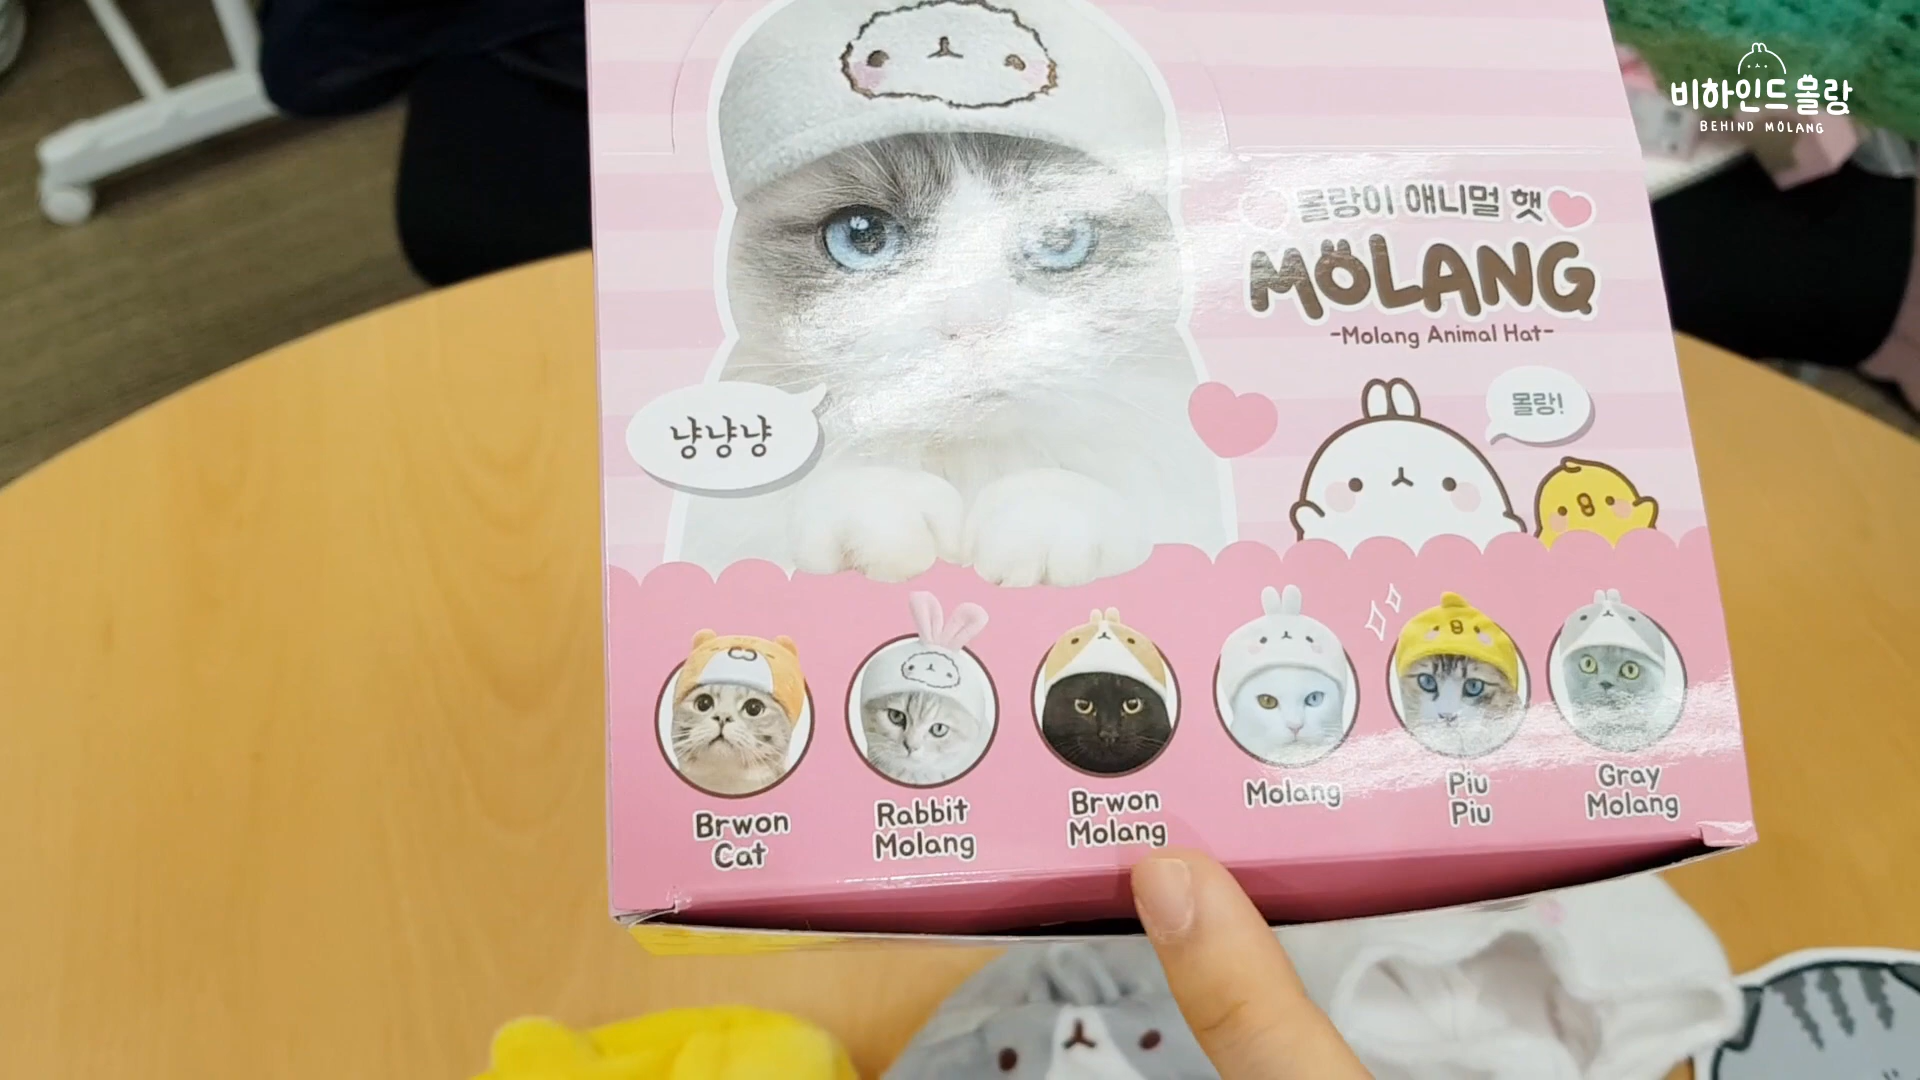 비하인드 몰랑
BEHIND MOLANG
몰랑이 애니멀 햇
MOLANG
-Molang Animal Hat-
냥냥냥
몰랑!
Brwon
Cat
Rabbit
Molang
Brwon
Molang
Molang
Piu
Piu
Gray
Molang